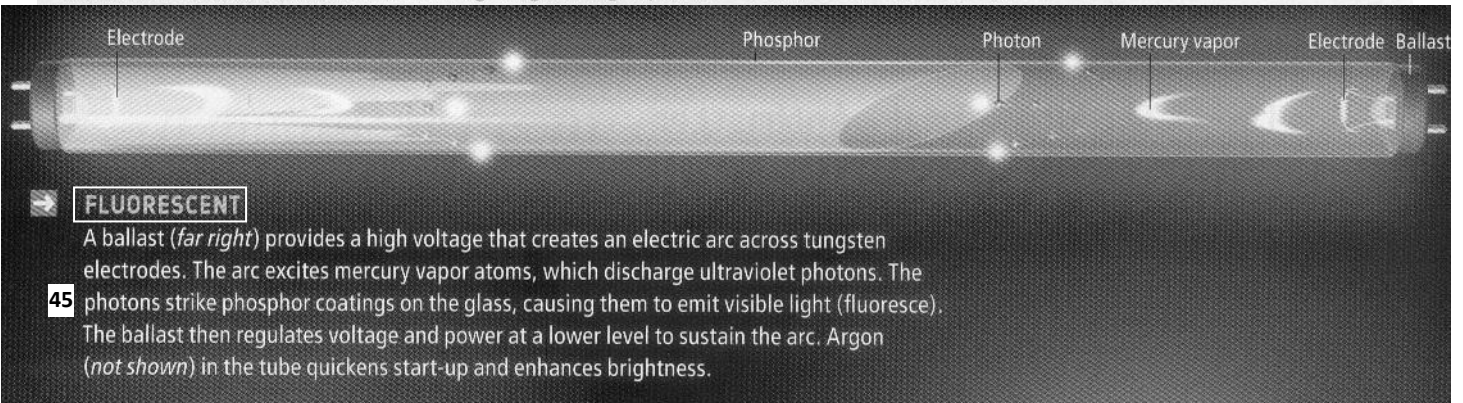 Electrode Phosphor Photon Mercury vapor Electrode Ballast
FLUORESCENT
A ballast (far right) provides a high voltage that creates an electric arc across tungsten
electrodes. The arc excites mercury vapor atoms, which discharge ultraviolet photons. The
45 photons strike phosphor coatings on the glass, causing them to emit visible light (fluoresce).
The ballast then regulates voltage and power at a lower level to sustain the arc. Argon
(not shown) in the tube quickens start-up and enhances brightness.